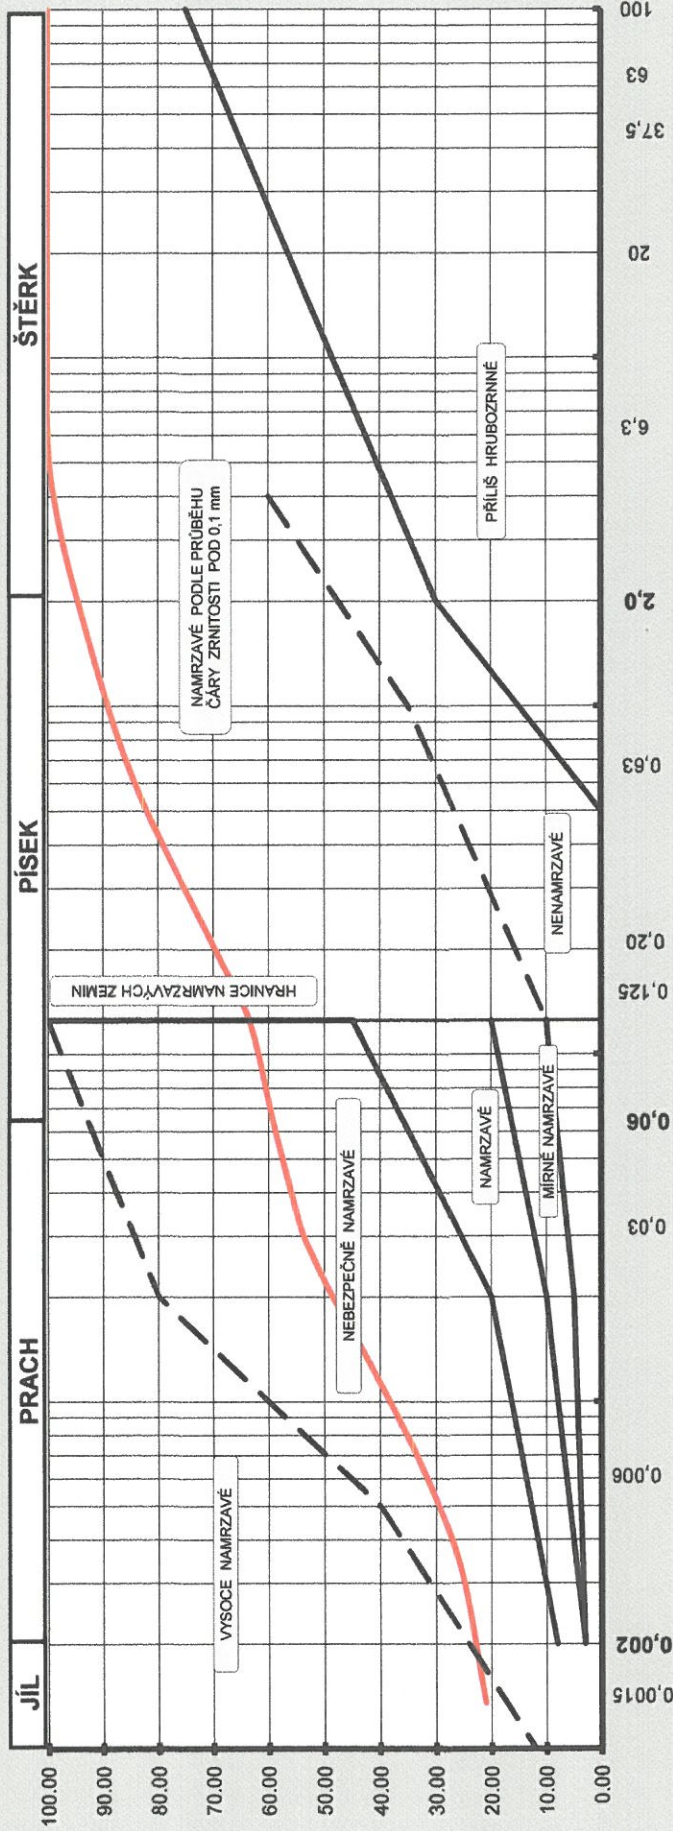 JÍL
PRACH
PÍSEK
ŠTĚRK
100.00
90.00
80.00
70.00
60.00
50.00
40.00
30.00
20.00
10.00
0.00
VYSOCE NAMRZAVÉ
NEBEZPEČNĚ NAMRZAVÉ
HRANICE NAMRZAVÝCH ZEMIN
NAMRZAVÉ
MÍRNĚ NAMRZAVÉ
NENAMRZAVÉ
NAMRZAVÉ PODLE PRŮBĚHU
ČÁRY ZRNITOSTI POD 0,1 mm
PŘÍLIŠ HRUBOZRNNÉ
0,0015
0,002
0,006
0,03
0,06
0,125
0,20
0,63
2,0
6,3
20
37,5
63
100